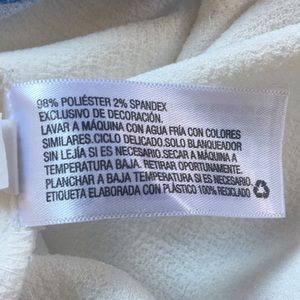 98% POLIÉSTER 2% SPANDEX
EXCLUSIVO DE DECORACIÓN.
LAVAR A MÁQUINA CON AGUA FRÍA CON COLORES
SIMILARES.CICLO DELICADO.SOLO BLANQUEADOR
SIN LEJÍA SI ES NECESARIO.SECAR A MÁQUINA A
TEMPERATURA BAJA. RETIRAR OPORTUNAMENTE.
PLANCHAR A BAJA TEMPERATURA SI ES NECESARIO.
ETIQUETA ELABORADA CON PLÁSTICO 100% RECICLADO